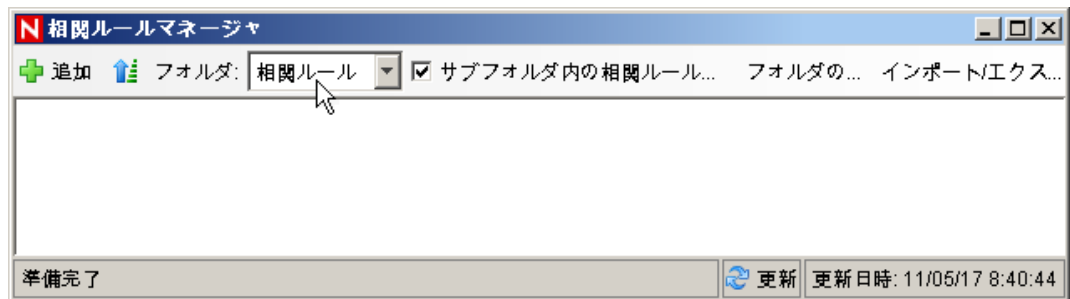 N 相関ルールマネージャ
追加 フォルダ: 相関ルール サブフォルダ内の相関ルール... フォルダの... インポート/エクス...
準備完了 更新 更新日時: 11/05/17 8:40:44